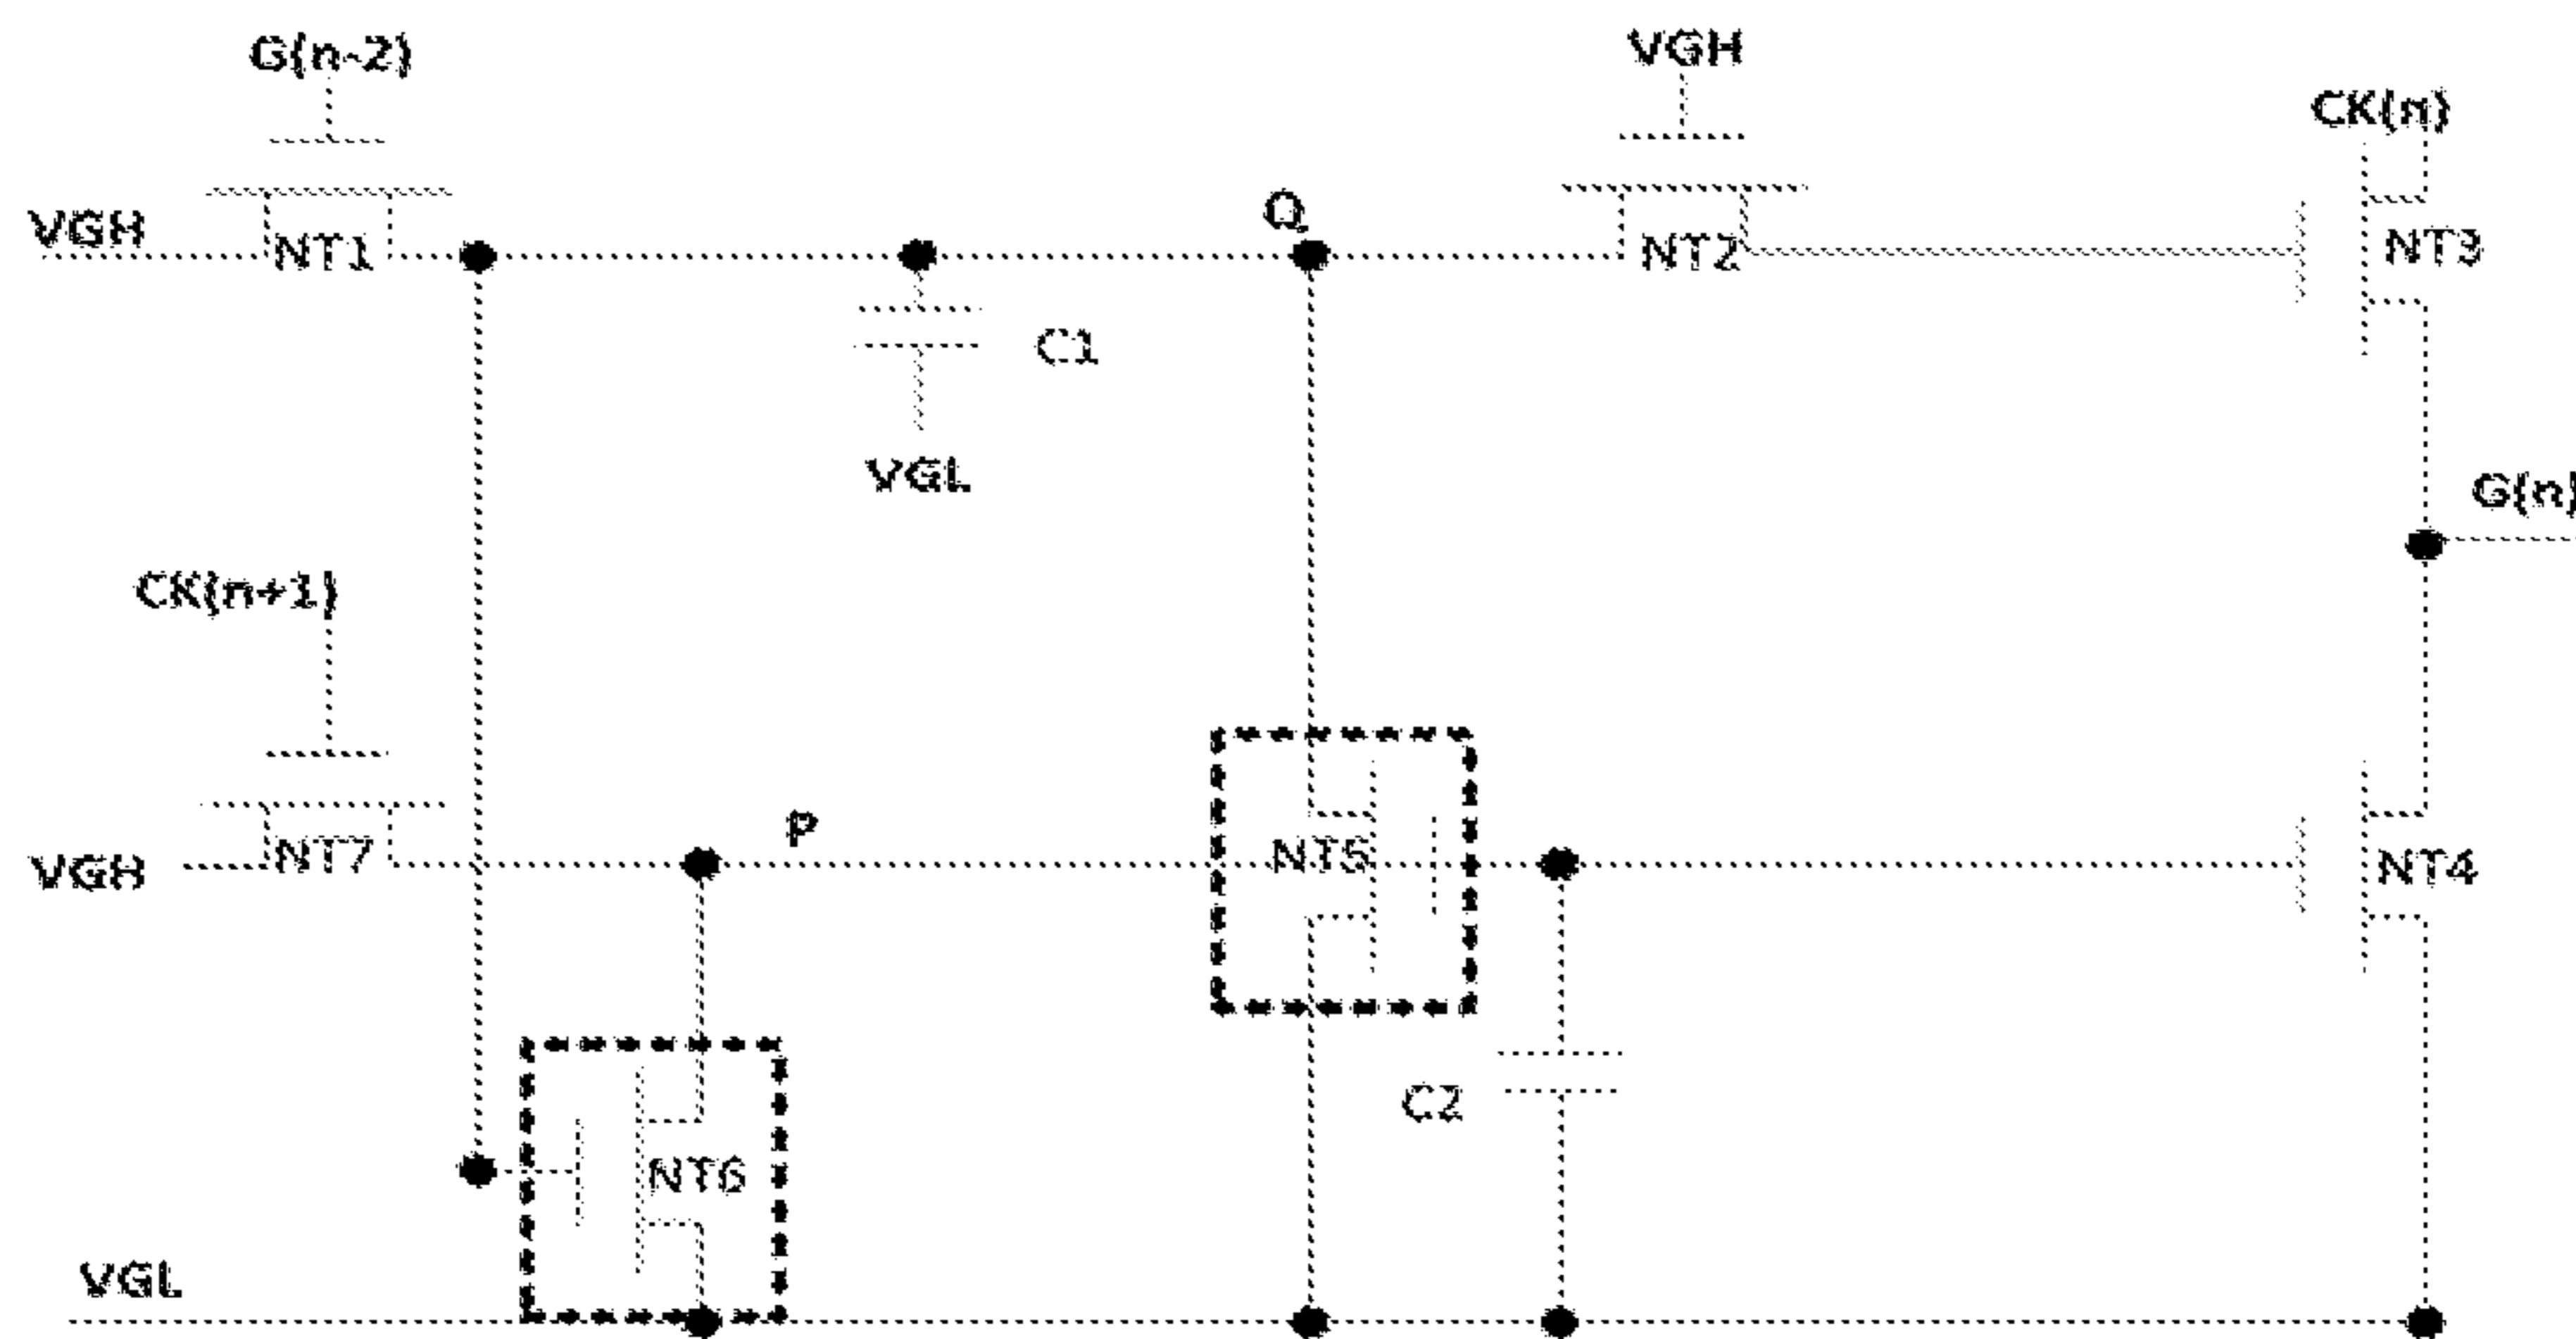 G(n-2)
VGH
CK(n)
VGH
NT1
Q
NT2
NT3
C1
VGL
G(n)
CK(n+1)
P
VGH
NT7
NT5
NT4
C2
NT6
VGL